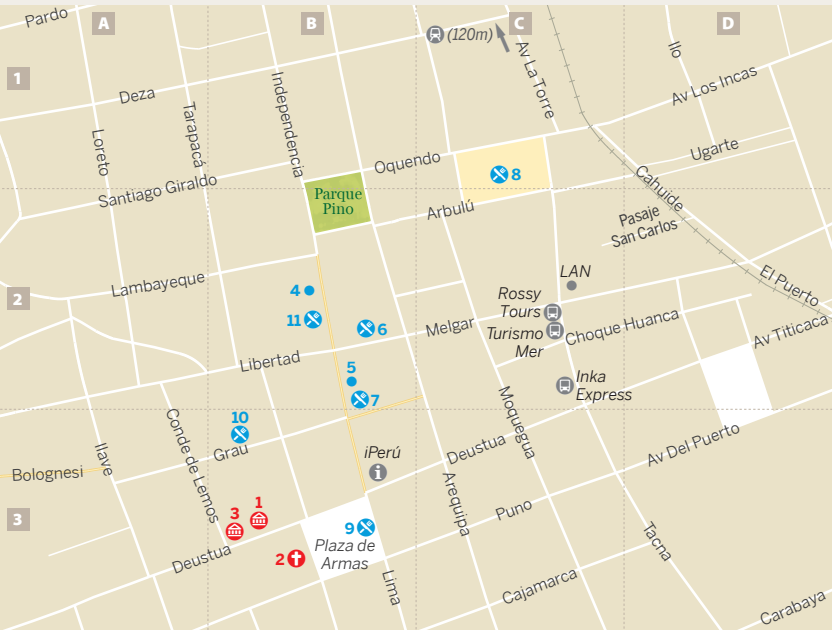 A
B
C
D
Pardo
(120m)
Av La Torre
Ilo
1
Deza
Independencia
Av Los Incas
Loreto
Tarapacá
Oquendo
Ugarte
8
Santiago Giraldo
Parque
Pino
Arbulú
Cahuide
Pasaje
San Carlos
Lambayeque
LAN
El Puerto
2
4
Rossy
Tours
11
6
Melgar
Turismo
Mer
Choque Huanca
Av Titicaca
Libertad
5
7
Inka
Express
10
Conde de Lemos
Moquegua
Grau
Ilave
iPerú
Deustua
Av Del Puerto
Bolognesi
3
1
3
Arequipa
Puno
9
Plaza de
Armas
2
Deustua
Tacna
Lima
Cajamarca
Carabaya